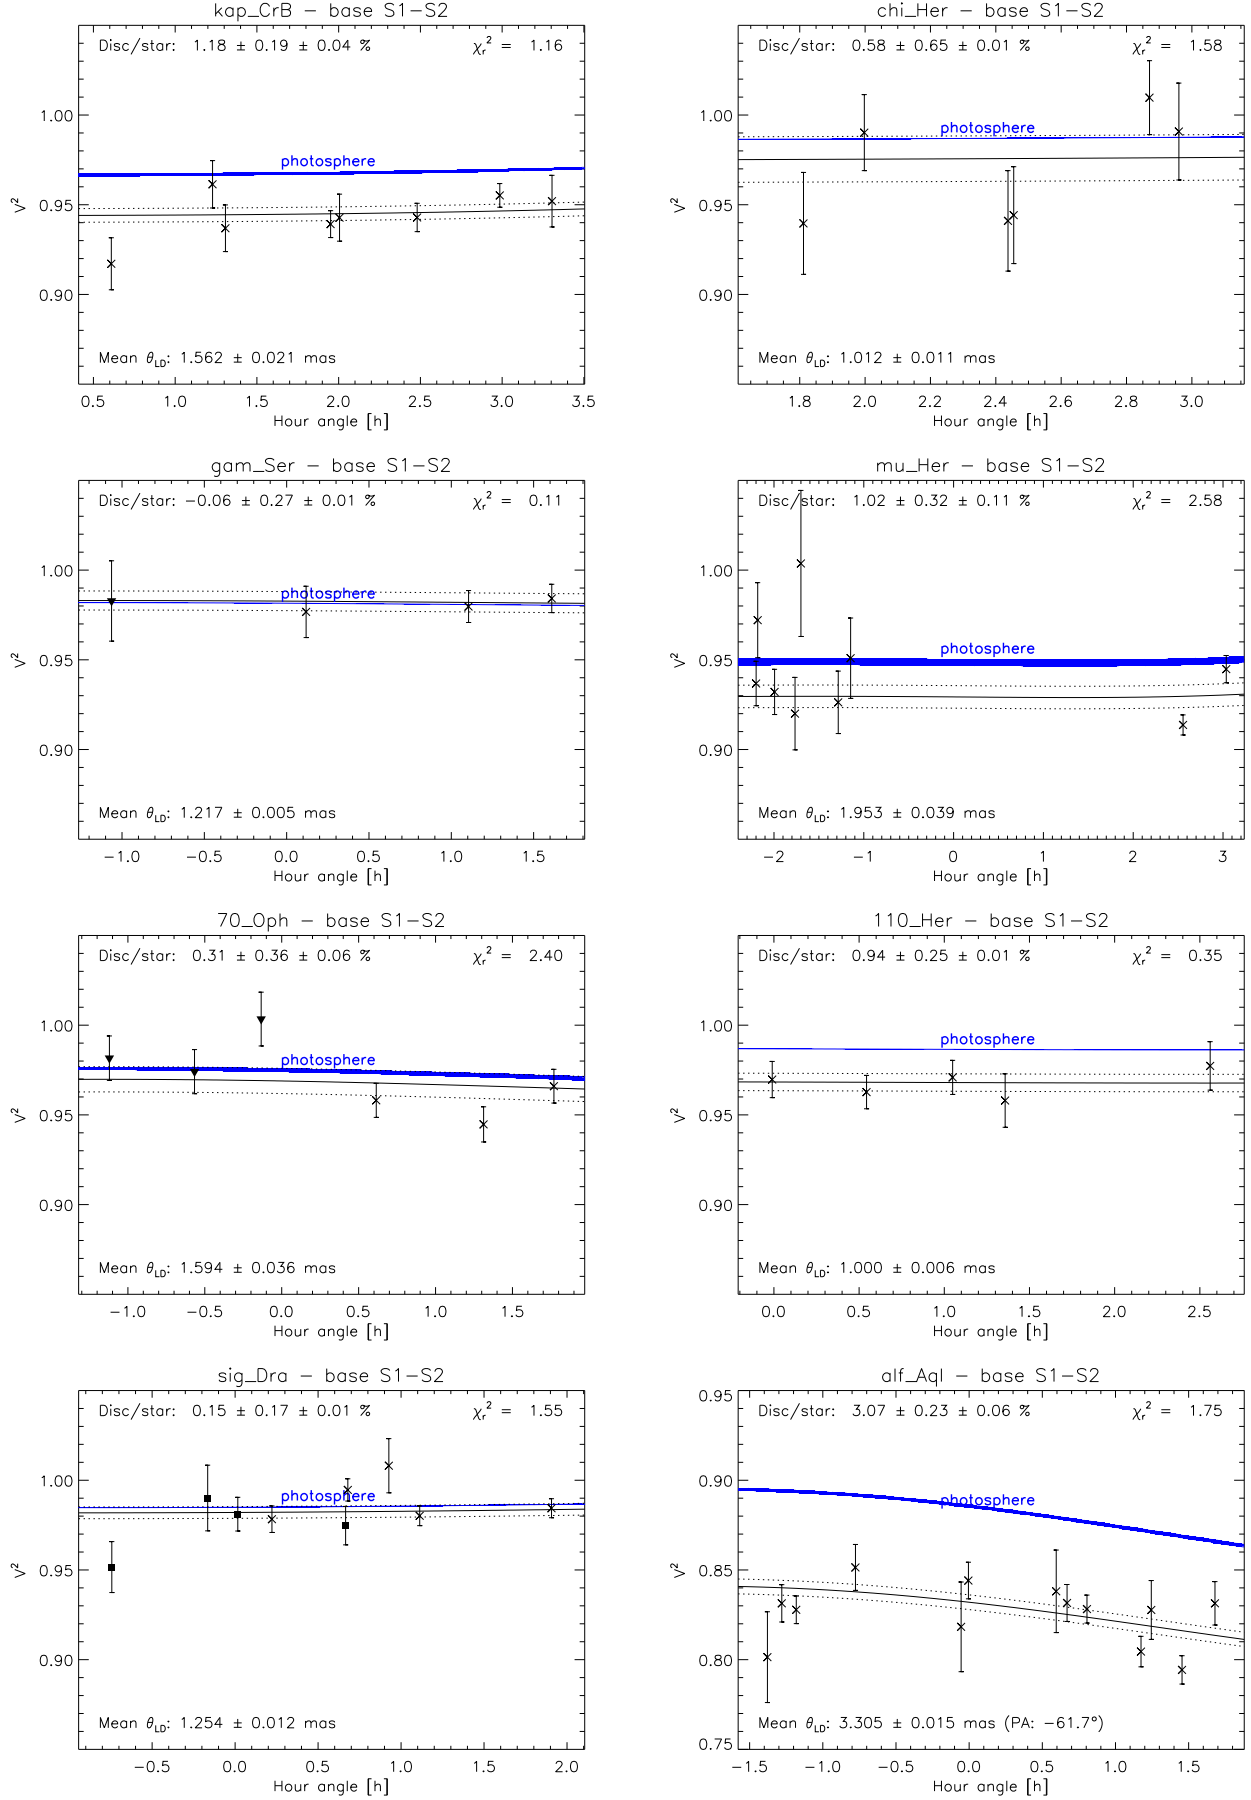 kap_CrB – base S1–S2
Disc/star: 1.18 ± 0.19 ± 0.04 % χr² = 1.16
photosphere
1.00
0.95
0.90
V²
Mean θLD: 1.562 ± 0.021 mas
0.5 1.0 1.5 2.0 2.5 3.0 3.5
Hour angle [h]
chi_Her – base S1–S2
Disc/star: 0.58 ± 0.65 ± 0.01 % χr² = 1.58
photosphere
1.00
0.95
0.90
V²
Mean θLD: 1.012 ± 0.011 mas
1.8 2.0 2.2 2.4 2.6 2.8 3.0
Hour angle [h]
gam_Ser – base S1–S2
Disc/star: −0.06 ± 0.27 ± 0.01 % χr² = 0.11
photosphere
1.00
0.95
0.90
V²
Mean θLD: 1.217 ± 0.005 mas
−1.0 −0.5 0.0 0.5 1.0 1.5
Hour angle [h]
mu_Her – base S1–S2
Disc/star: 1.02 ± 0.32 ± 0.11 % χr² = 2.58
photosphere
1.00
0.95
0.90
V²
Mean θLD: 1.953 ± 0.039 mas
−2 −1 0 1 2 3
Hour angle [h]
70_Oph – base S1–S2
Disc/star: 0.31 ± 0.36 ± 0.06 % χr² = 2.40
photosphere
1.00
0.95
0.90
V²
Mean θLD: 1.594 ± 0.036 mas
−1.0 −0.5 0.0 0.5 1.0 1.5
Hour angle [h]
110_Her – base S1–S2
Disc/star: 0.94 ± 0.25 ± 0.01 % χr² = 0.35
photosphere
1.00
0.95
0.90
V²
Mean θLD: 1.000 ± 0.006 mas
0.0 0.5 1.0 1.5 2.0 2.5
Hour angle [h]
sig_Dra – base S1–S2
Disc/star: 0.15 ± 0.17 ± 0.01 % χr² = 1.55
photosphere
1.00
0.95
0.90
V²
Mean θLD: 1.254 ± 0.012 mas
−0.5 0.0 0.5 1.0 1.5 2.0
Hour angle [h]
alf_Aql – base S1–S2
0.95
Disc/star: 3.07 ± 0.23 ± 0.06 % χr² = 1.75
photosphere
0.90
0.85
0.80
0.75
V²
Mean θLD: 3.305 ± 0.015 mas (PA: −61.7°)
−1.5 −1.0 −0.5 0.0 0.5 1.0 1.5
Hour angle [h]